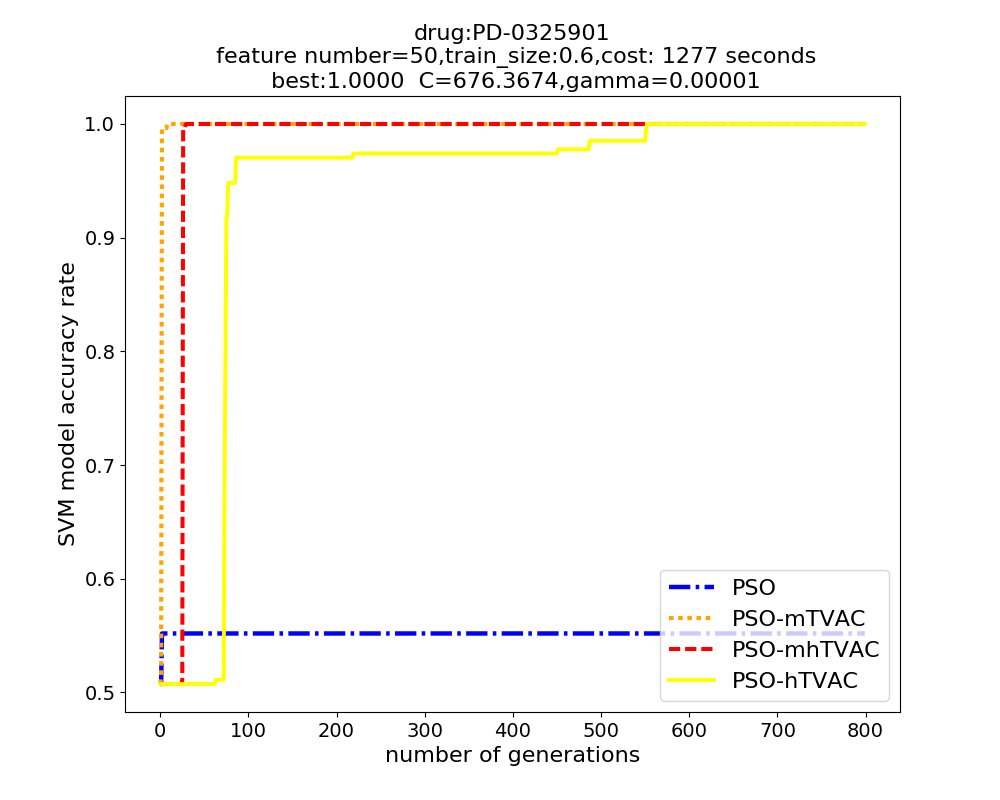 drug:PD-0325901
feature number=50,train_size:0.6,cost: 1277 seconds
best:1.0000  C=676.3674,gamma=0.00001
1.0
0.9
0.8
0.7
0.6
0.5
SVM model accuracy rate
PSO
PSO-mTVAC
PSO-mhTVAC
PSO-hTVAC
0 100 200 300 400 500 600 700 800
number of generations